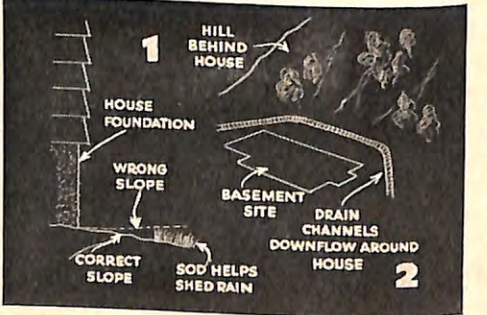 1
HOUSE
FOUNDATION
WRONG
SLOPE
CORRECT
SLOPE
SOD HELPS
SHED RAIN
HILL
BEHIND
HOUSE
BASEMENT
SITE
DRAIN
CHANNELS
DOWNFLOW AROUND
HOUSE
2